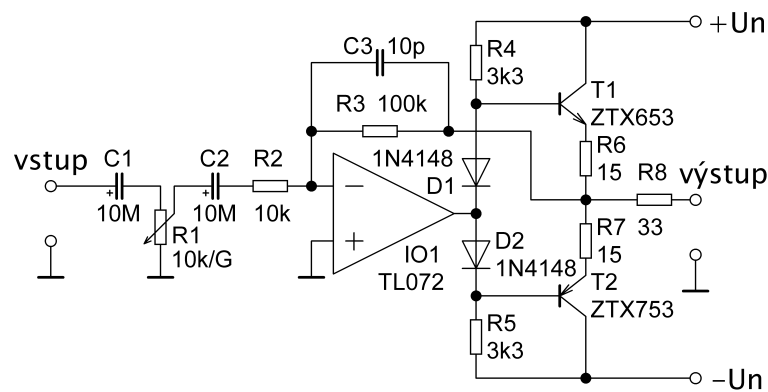 +Un
R4
3k3
C3 10p
T1
ZTX653
R3 100k
R6
15
vstup
C1
C2
R2
1N4148
D1
R8
výstup
+
10M
+
10M
10k
−
33
R1
10k/G
+
IO1
TL072
D2
1N4148
R7
15
T2
ZTX753
R5
3k3
−Un